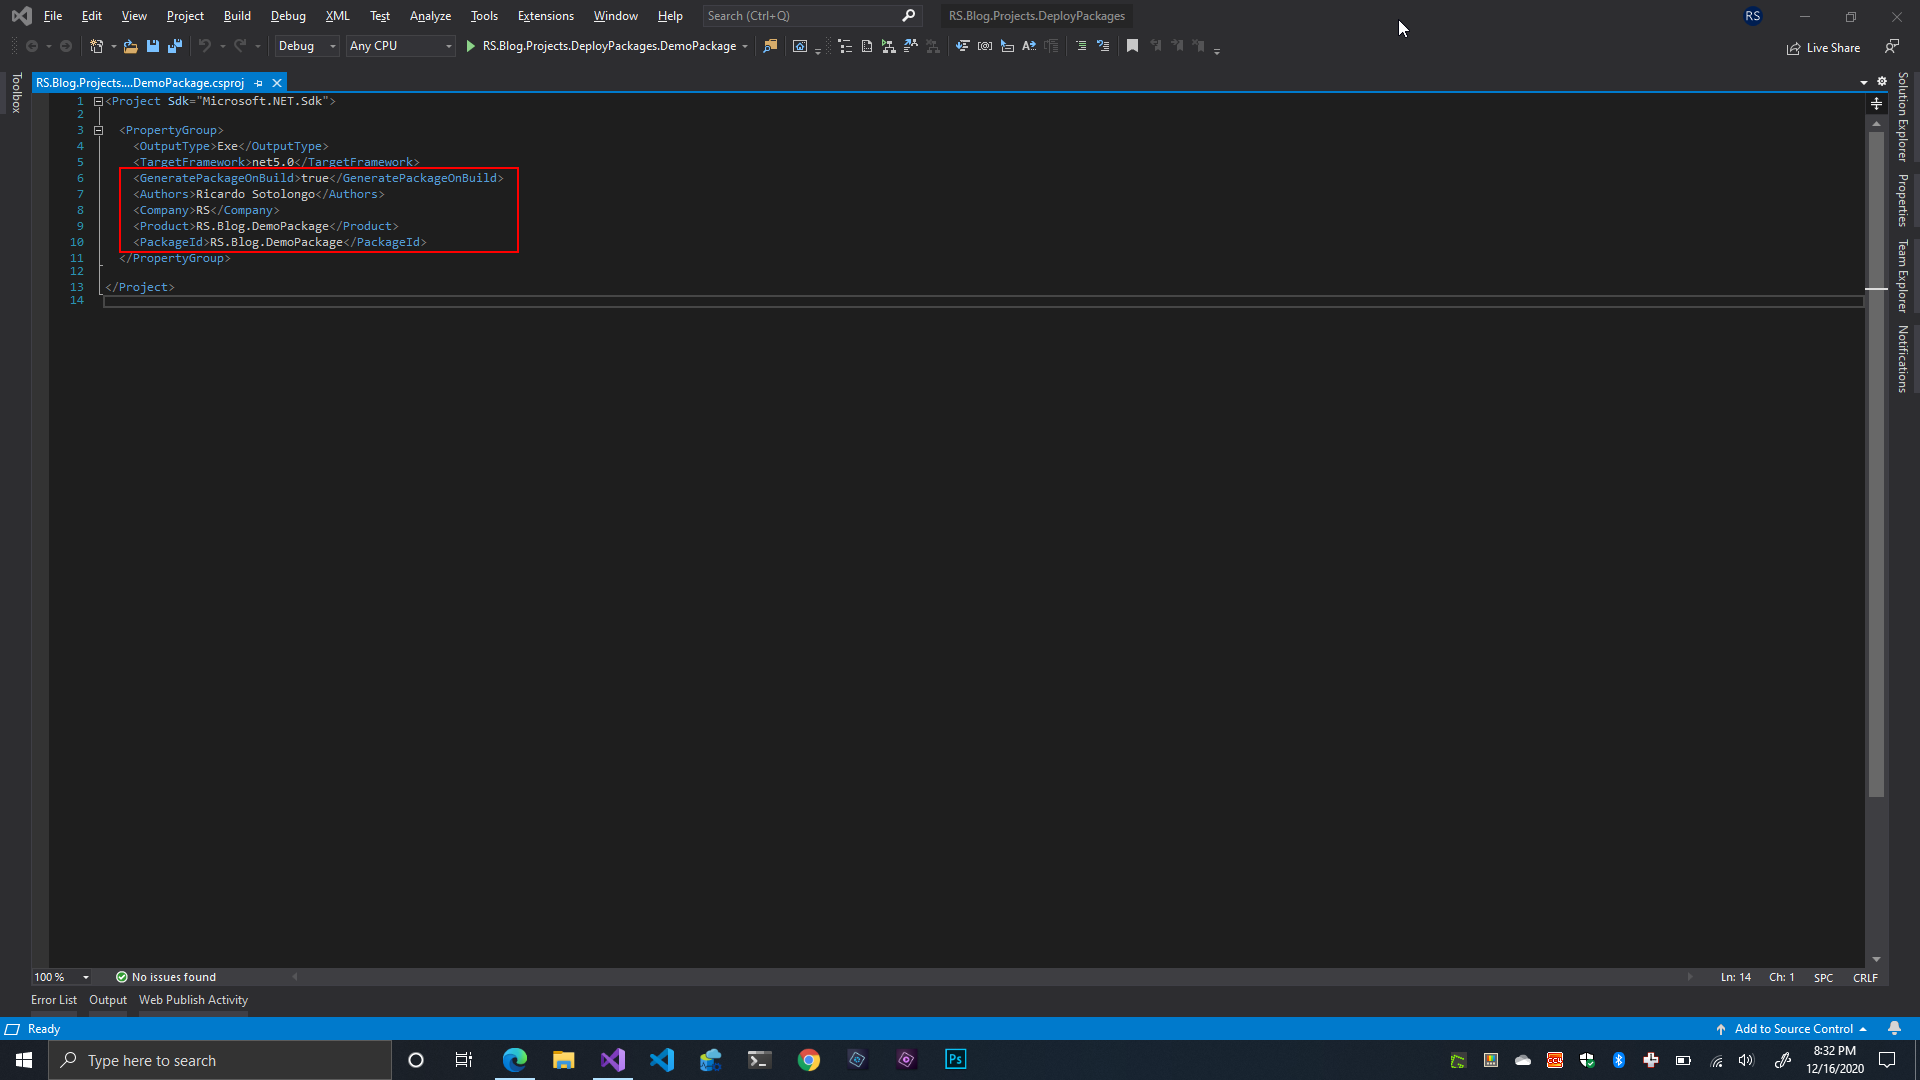 File Edit View Project Build Debug XML Test Analyze Tools Extensions Window Help Search (Ctrl+Q) RS.Blog.Projects.DeployPackages RS
Debug Any CPU RS.Blog.Projects.DeployPackages.DemoPackage Live Share
Toolbox
RS.Blog.Projects....DemoPackage.csproj
1 <Project Sdk="Microsoft.NET.Sdk">
2
3 <PropertyGroup>
4 <OutputType>Exe</OutputType>
5 <TargetFramework>net5.0</TargetFramework>
6 <GeneratePackageOnBuild>true</GeneratePackageOnBuild>
7 <Authors>Ricardo Sotolongo</Authors>
8 <Company>RS</Company>
9 <Product>RS.Blog.DemoPackage</Product>
10 <PackageId>RS.Blog.DemoPackage</PackageId>
11 </PropertyGroup>
12
13 </Project>
14
Solution Explorer
Properties
Team Explorer
Notifications
100 % No issues found Ln: 14 Ch: 1 SPC CRLF
Error List Output Web Publish Activity
Ready Add to Source Control
Type here to search Ps 8:32 PM
12/16/2020